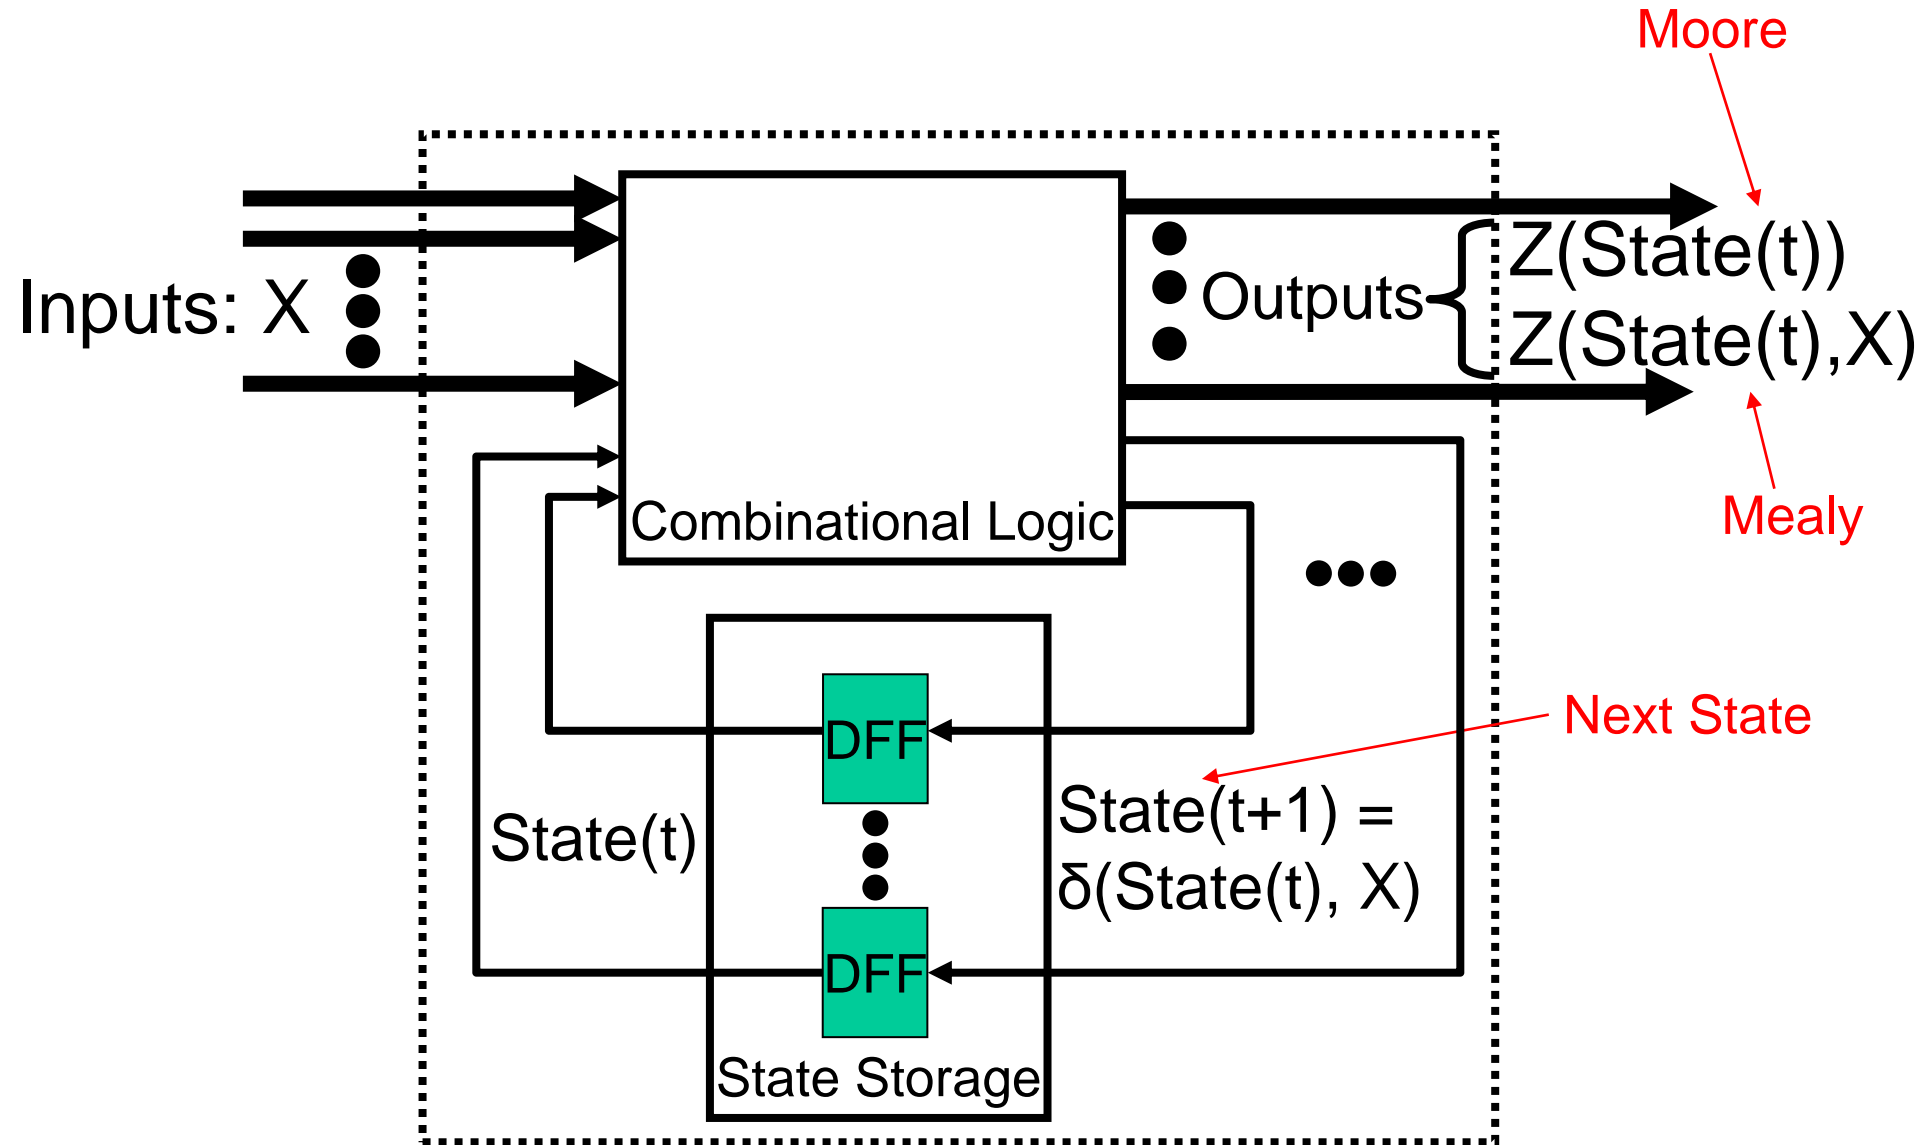 Moore
Inputs: X
Outputs
Z(State(t))
Z(State(t),X)
Combinational Logic
Mealy
DFF
Next State
State(t)
State(t+1) =
δ(State(t), X)
DFF
State Storage